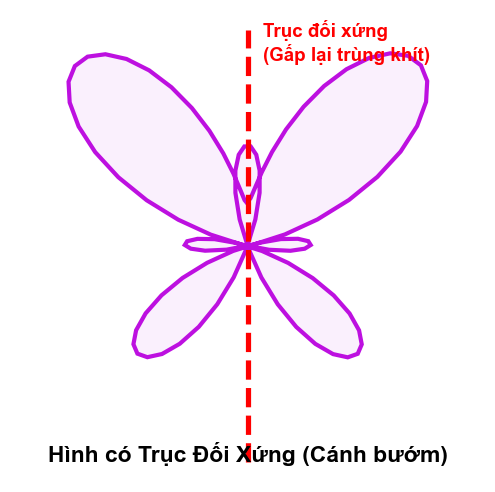 Trục đối xứng
(Gấp lại trùng khít)
Hình có Trục Đối Xứng (Cánh bướm)